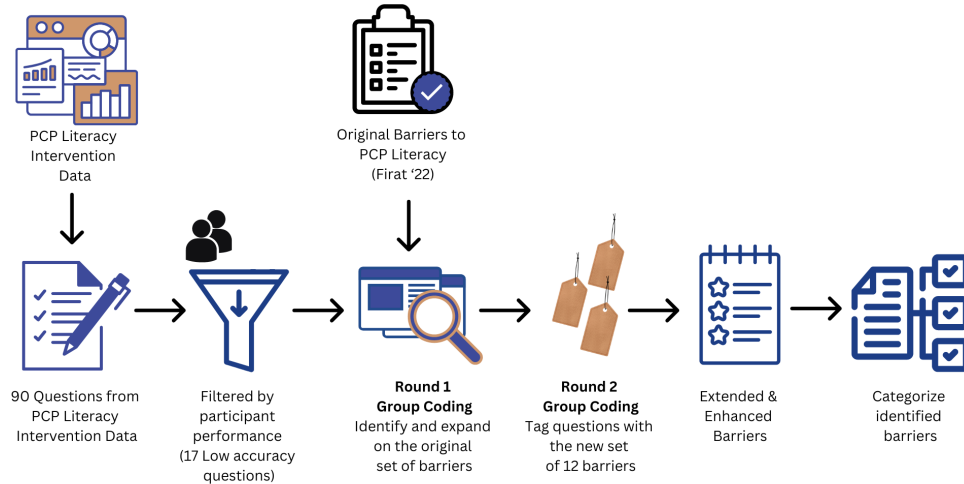 PCP Literacy
Intervention
Data
Original Barriers to
PCP Literacy
(Firat ‘22)
90 Questions from
PCP Literacy
Intervention Data
Filtered by
participant
performance
(17 Low accuracy
questions)
Round 1
Group Coding
Identify and expand
on the original
set of barriers
Round 2
Group Coding
Tag questions with
the new set
of 12 barriers
Extended &
Enhanced
Barriers
Categorize
identified
barriers